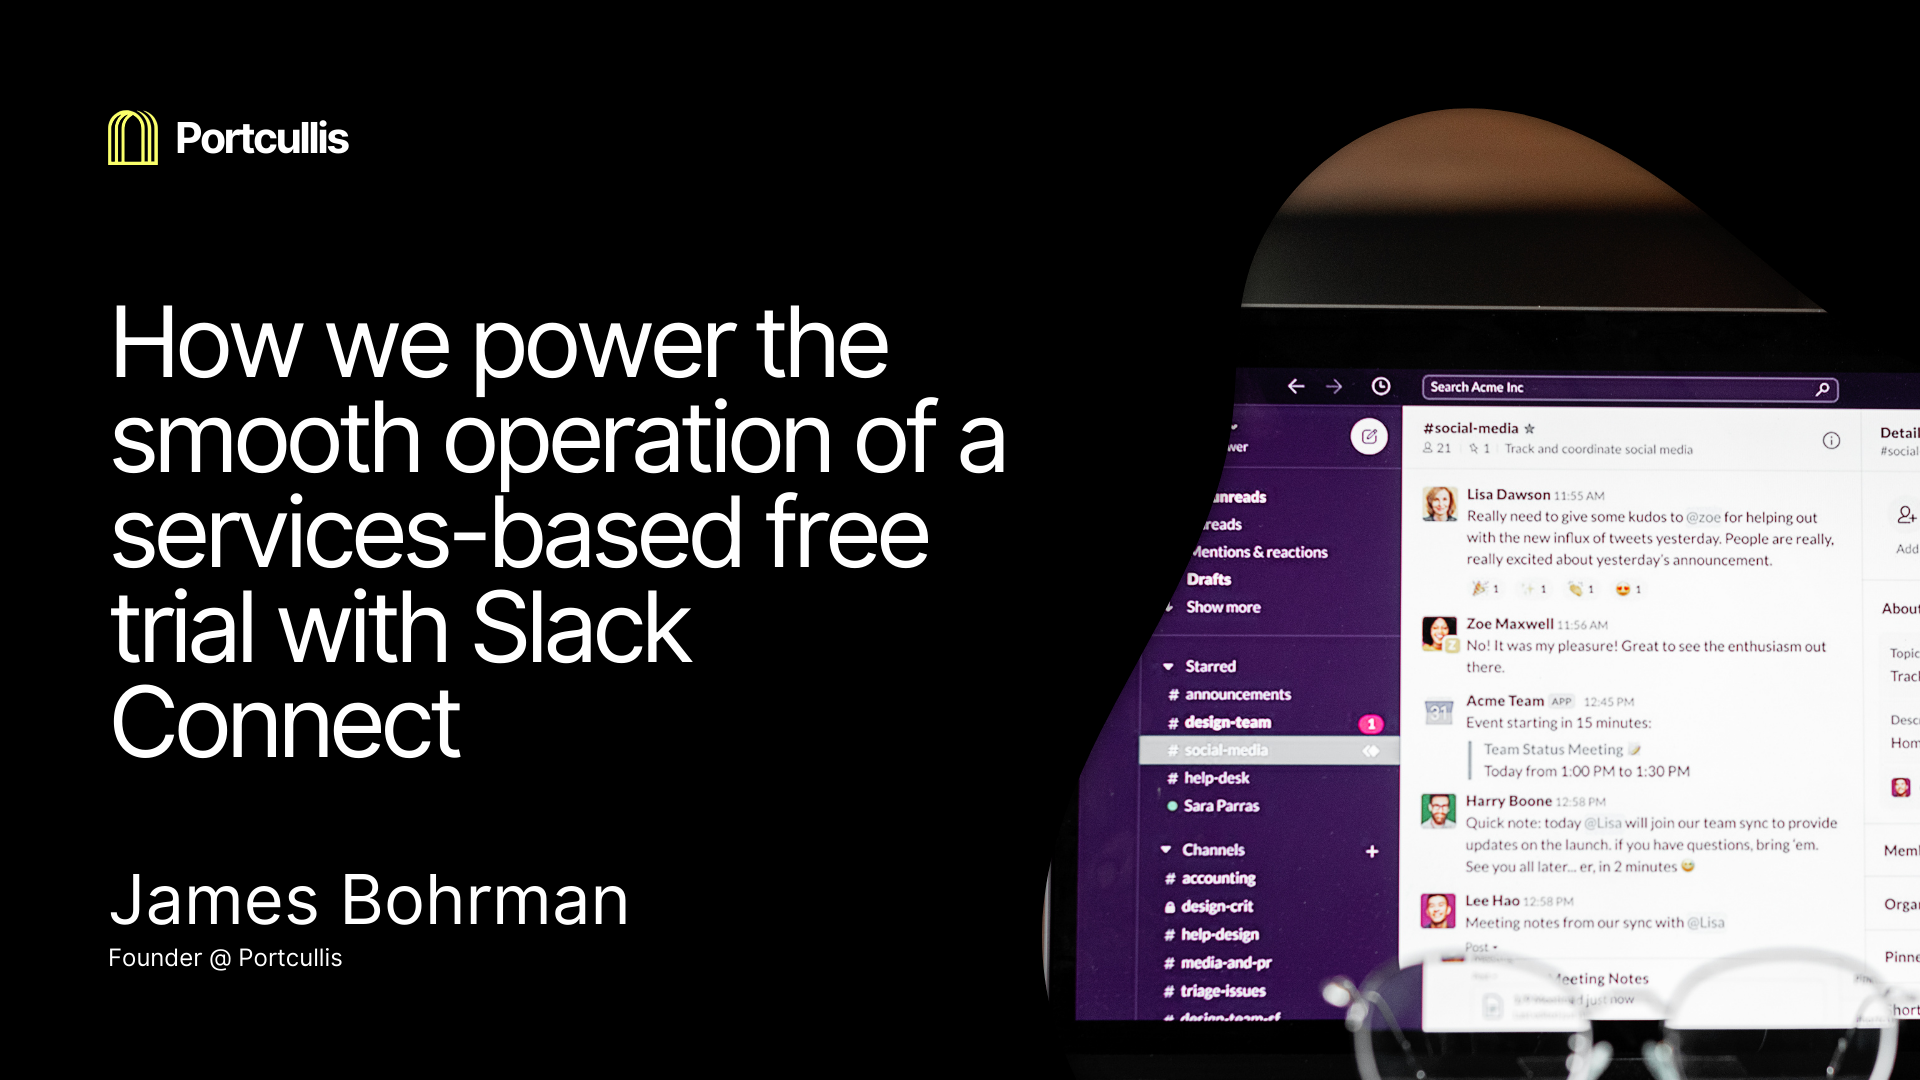 Portcullis
How we power the
smooth operation of a
services-based free
trial with Slack
Connect
James Bohrman
Founder @ Portcullis
Search Acme Inc
Mentions & reactions
Drafts
Show more
Starred
# announcements
# design-team 1
# social-media
# help-desk
Sara Parras
Channels +
# accounting
design-crit
# help-design
# media-and-pr
# triage-issues
#social-media
21 1 Track and coordinate social media
Lisa Dawson 11:55 AM
Really need to give some kudos to @zoe for helping out
with the new influx of tweets yesterday. People are really,
really excited about yesterday's announcement.
1 1 1 1
Zoe Maxwell 11:56 AM
No! It was my pleasure! Great to see the enthusiasm out
there.
31
Acme Team APP 12:45 PM
Event starting in 15 minutes:
Team Status Meeting
Today from 1:00 PM to 1:30 PM
Harry Boone 12:58 PM
Quick note: today @Lisa will join our team sync to provide
updates on the launch. if you have questions, bring 'em.
See you all later... er, in 2 minutes
Lee Hao 12:58 PM
Meeting notes from our sync with @Lisa
Post
Meeting Notes
just now
Detail
#social
Add
About
Topic
Trac
Desc
Hom
Mem
Orga
Pinne